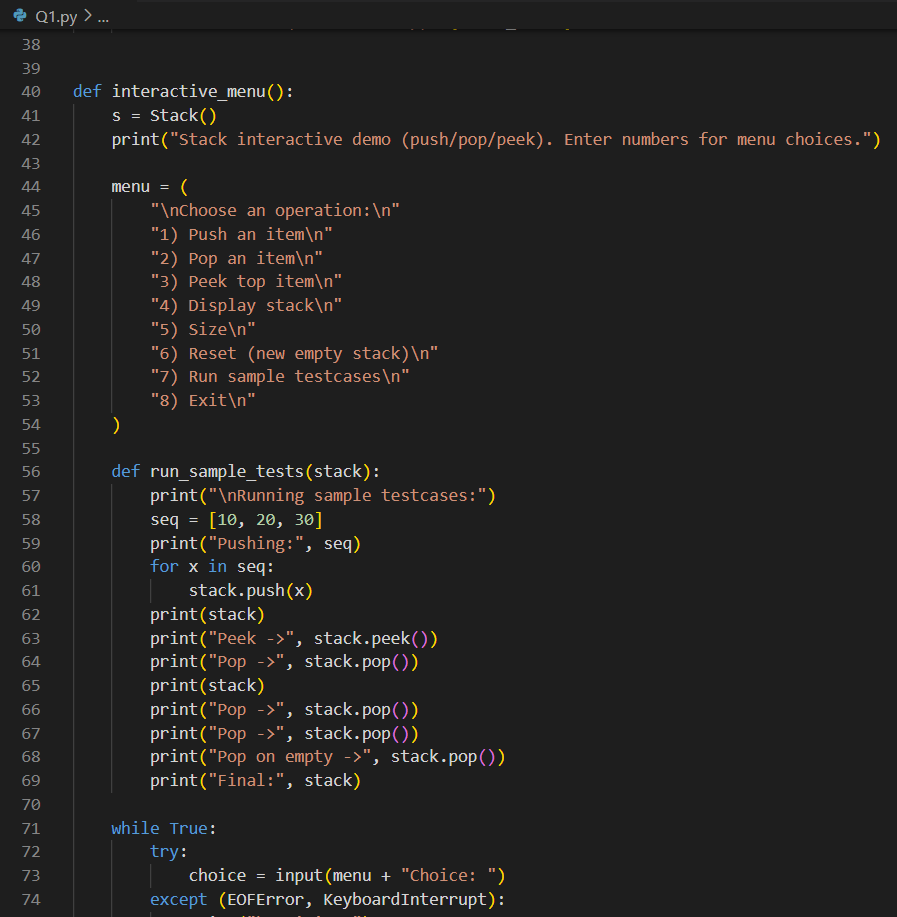 Q1.py > ...
38
39
40 def interactive_menu():
41     s = Stack()
42     print("Stack interactive demo (push/pop/peek). Enter numbers for menu choices.")
43
44     menu = (
45         "\nChoose an operation:\n"
46         "1) Push an item\n"
47         "2) Pop an item\n"
48         "3) Peek top item\n"
49         "4) Display stack\n"
50         "5) Size\n"
51         "6) Reset (new empty stack)\n"
52         "7) Run sample testcases\n"
53         "8) Exit\n"
54     )
55
56     def run_sample_tests(stack):
57         print("\nRunning sample testcases:")
58         seq = [10, 20, 30]
59         print("Pushing:", seq)
60         for x in seq:
61             stack.push(x)
62         print(stack)
63         print("Peek ->", stack.peek())
64         print("Pop ->", stack.pop())
65         print(stack)
66         print("Pop ->", stack.pop())
67         print("Pop ->", stack.pop())
68         print("Pop on empty ->", stack.pop())
69         print("Final:", stack)
70
71     while True:
72         try:
73             choice = input(menu + "Choice: ")
74         except (EOFError, KeyboardInterrupt):